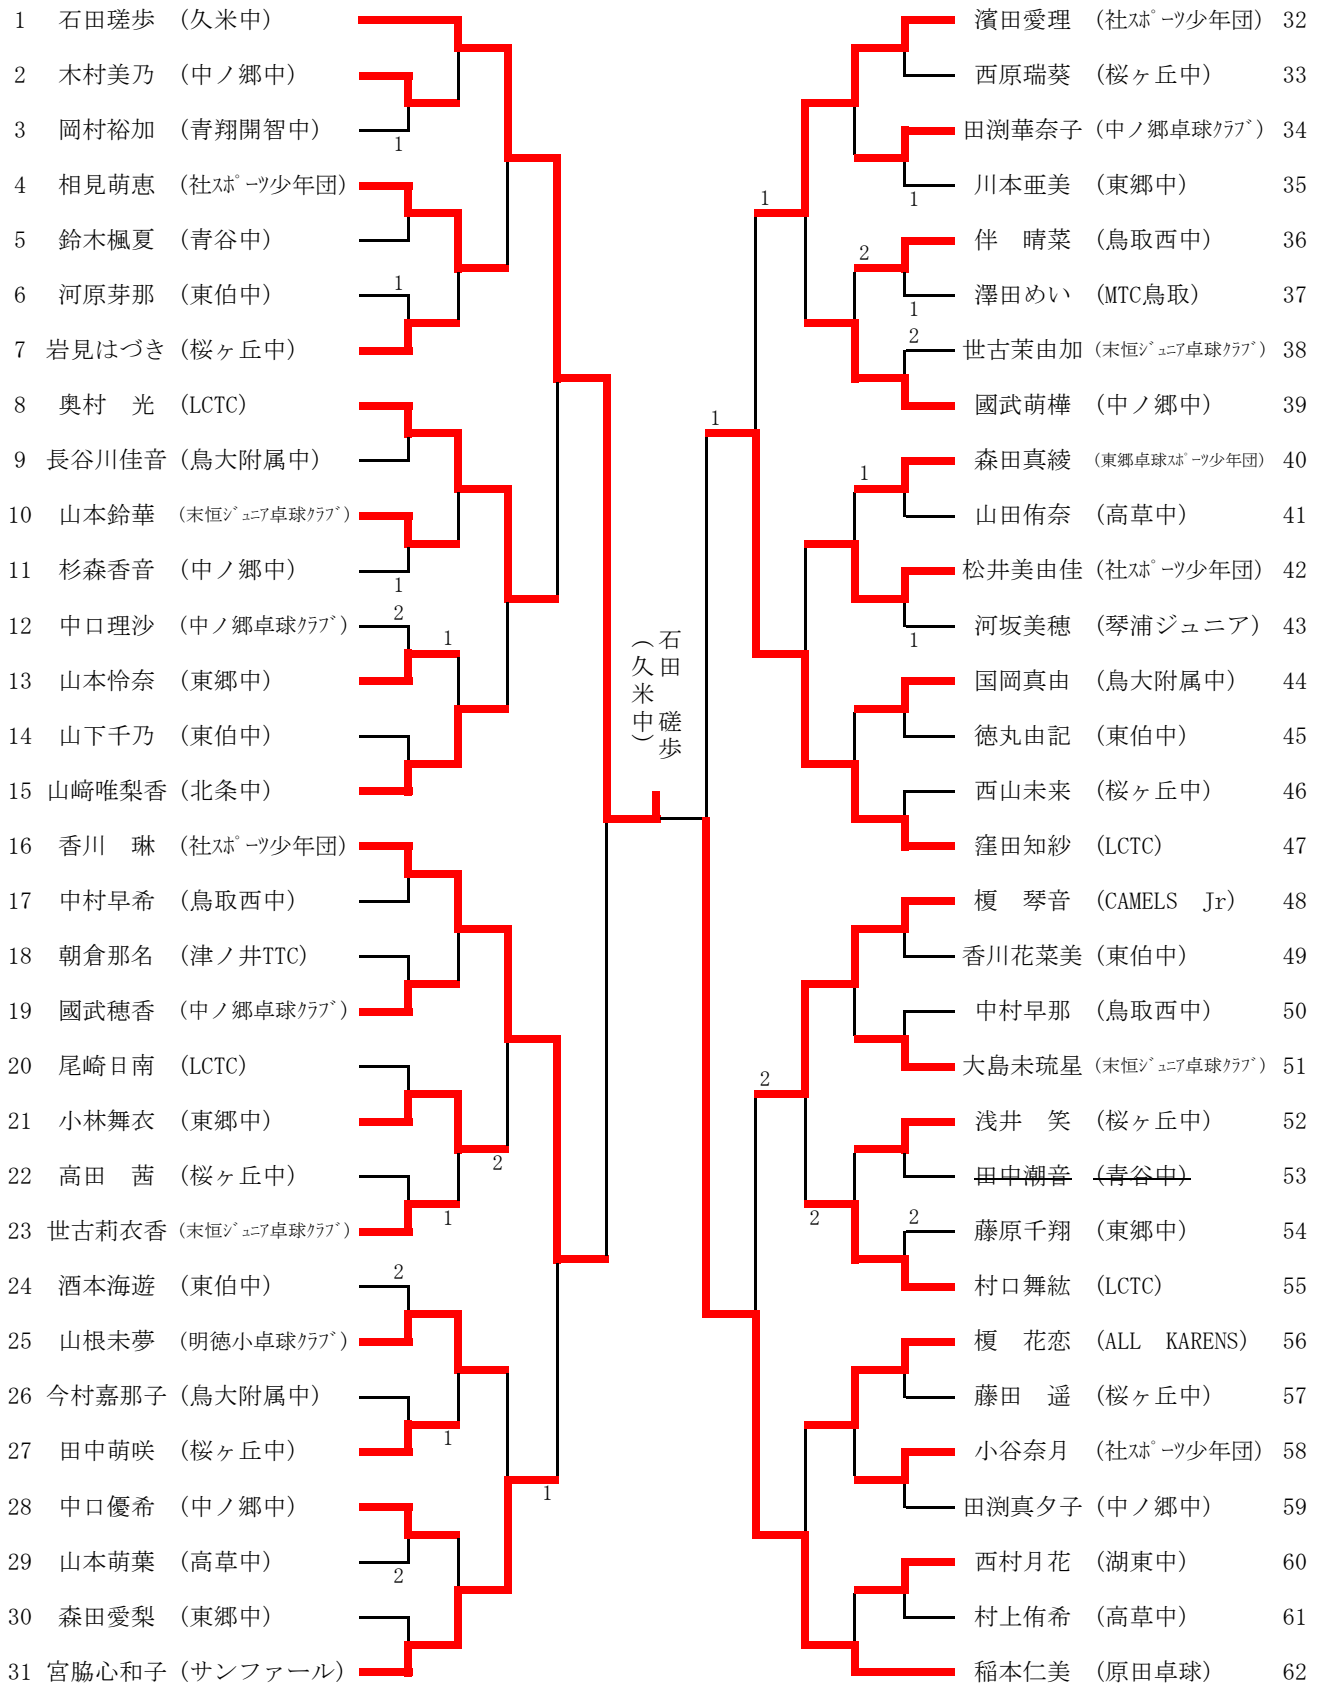 1 石田瑳歩 (久米中)
2 木村美乃 (中ノ郷中)
3 岡村裕加 (青翔開智中)
1
4 相見萌恵 (社ｽﾎﾟｰﾂ少年団)
5 鈴木楓夏 (青谷中)
1
6 河原芽那 (東伯中)
7 岩見はづき (桜ヶ丘中)
8 奥村 光 (LCTC)
9 長谷川佳音 (鳥大附属中)
10 山本鈴華 (末恒ｼﾞｭﾆｱ卓球ｸﾗﾌﾞ)
11 杉森香音 (中ノ郷中)
1
2
12 中口理沙 (中ノ郷卓球ｸﾗﾌﾞ)
1
13 山本怜奈 (東郷中)
14 山下千乃 (東伯中)
15 山﨑唯梨香 (北条中)
16 香川 琳 (社ｽﾎﾟｰﾂ少年団)
17 中村早希 (鳥取西中)
18 朝倉那名 (津ノ井TTC)
19 國武穂香 (中ノ郷卓球ｸﾗﾌﾞ)
20 尾崎日南 (LCTC)
21 小林舞衣 (東郷中)
2
22 高田 茜 (桜ヶ丘中)
1
23 世古莉衣香 (末恒ｼﾞｭﾆｱ卓球ｸﾗﾌﾞ)
2
24 酒本海遊 (東伯中)
25 山根未夢 (明徳小卓球ｸﾗﾌﾞ)
26 今村嘉那子 (鳥大附属中)
1
27 田中萌咲 (桜ヶ丘中)
1
28 中口優希 (中ノ郷中)
29 山本萌葉 (高草中)
2
30 森田愛梨 (東郷中)
31 宮脇心和子 (サンファール)
石田 磋歩
(久米中)
濱田愛理 (社ｽﾎﾟｰﾂ少年団) 32
西原瑞葵 (桜ヶ丘中) 33
田渕華奈子 (中ノ郷卓球ｸﾗﾌﾞ) 34
川本亜美 (東郷中) 35
1
1
伴 晴菜 (鳥取西中) 36
2
澤田めい (MTC鳥取) 37
1
2
世古茉由加 (末恒ｼﾞｭﾆｱ卓球ｸﾗﾌﾞ) 38
國武萌樺 (中ノ郷中) 39
1
森田真綾 (東郷卓球ｽﾎﾟｰﾂ少年団) 40
1
山田侑奈 (高草中) 41
松井美由佳 (社ｽﾎﾟｰﾂ少年団) 42
河坂美穂 (琴浦ジュニア) 43
1
国岡真由 (鳥大附属中) 44
徳丸由記 (東伯中) 45
西山未来 (桜ヶ丘中) 46
窪田知紗 (LCTC) 47
榎 琴音 (CAMELS Jr) 48
香川花菜美 (東伯中) 49
中村早那 (鳥取西中) 50
大島未琉星 (末恒ｼﾞｭﾆｱ卓球ｸﾗﾌﾞ) 51
2
浅井 笑 (桜ヶ丘中) 52
田中潮音 (青谷中) 53
2
2
藤原千翔 (東郷中) 54
村口舞紘 (LCTC) 55
榎 花恋 (ALL KARENS) 56
藤田 遥 (桜ヶ丘中) 57
小谷奈月 (社ｽﾎﾟｰﾂ少年団) 58
田渕真夕子 (中ノ郷中) 59
西村月花 (湖東中) 60
村上侑希 (高草中) 61
稲本仁美 (原田卓球) 62